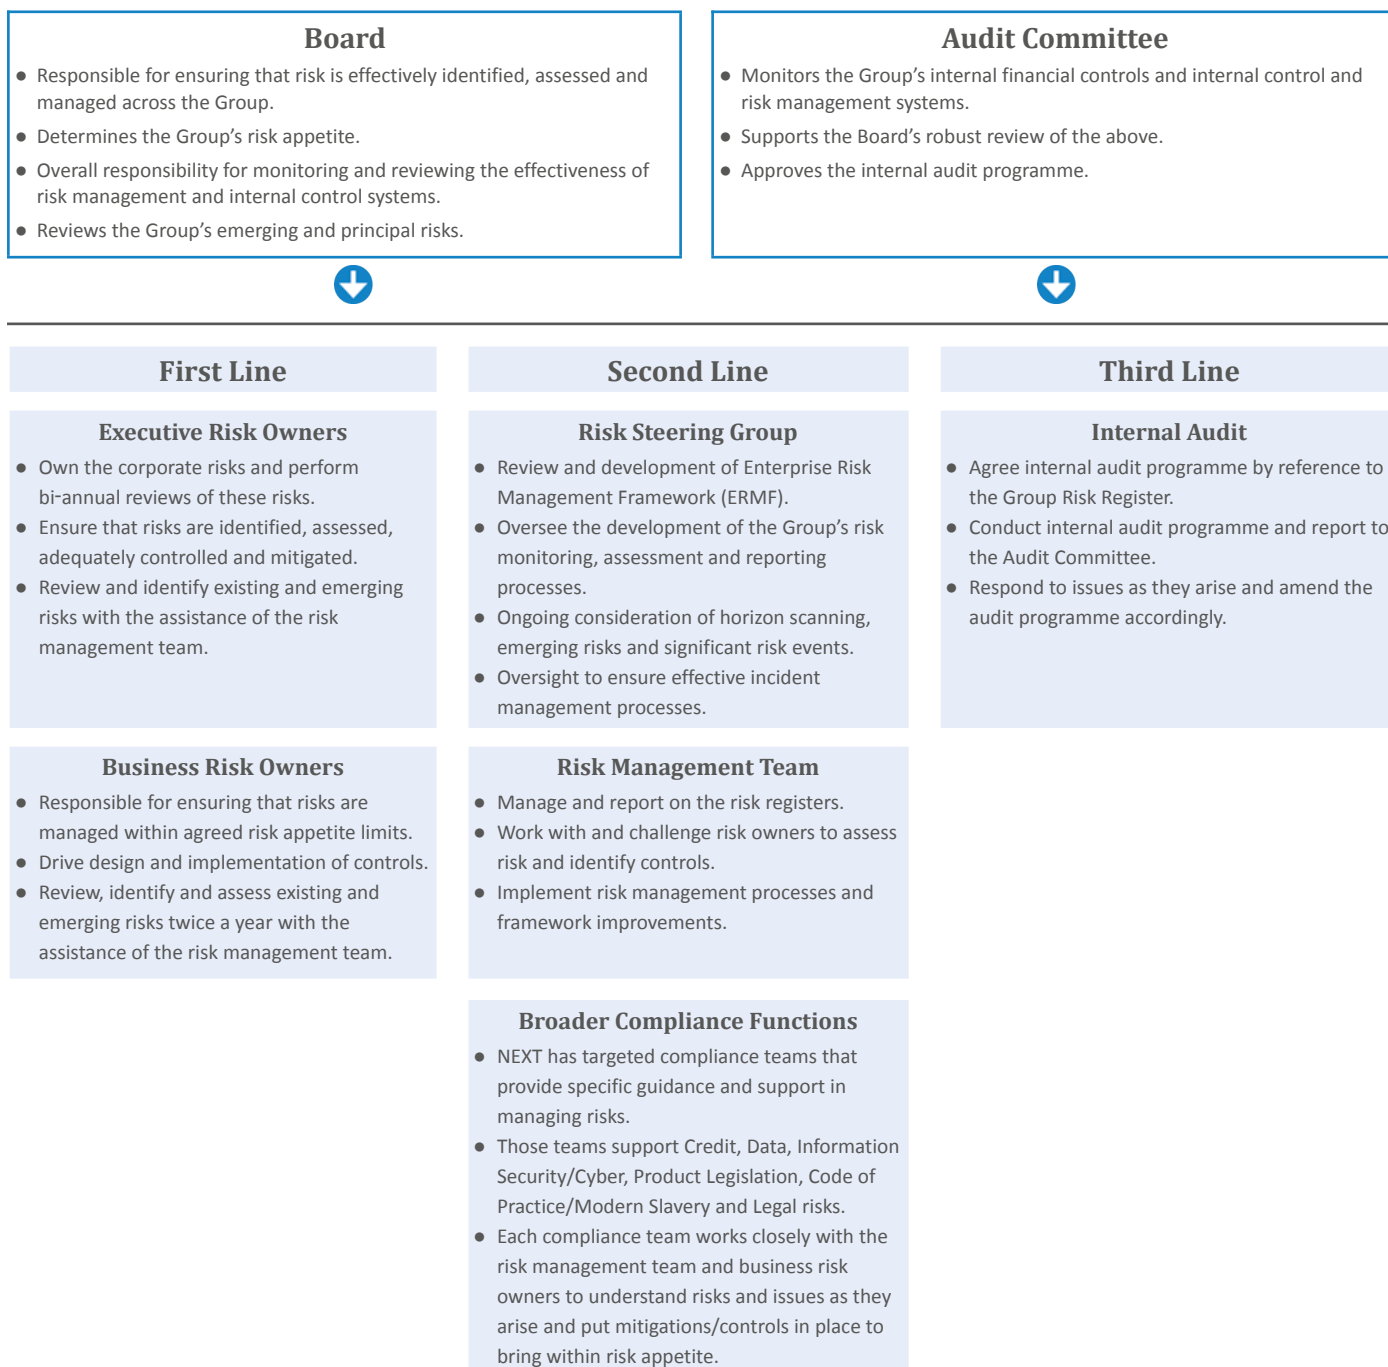 Board
● Responsible for ensuring that risk is effectively identified, assessed and
managed across the Group.
● Determines the Group’s risk appetite.
● Overall responsibility for monitoring and reviewing the effectiveness of
risk management and internal control systems.
● Reviews the Group’s emerging and principal risks.
Audit Committee
● Monitors the Group’s internal financial controls and internal control and
risk management systems.
● Supports the Board’s robust review of the above.
● Approves the internal audit programme.
First Line
Executive Risk Owners
● Own the corporate risks and perform
bi-annual reviews of these risks.
● Ensure that risks are identified, assessed,
adequately controlled and mitigated.
● Review and identify existing and emerging
risks with the assistance of the risk
management team.
Business Risk Owners
● Responsible for ensuring that risks are
managed within agreed risk appetite limits.
● Drive design and implementation of controls.
● Review, identify and assess existing and
emerging risks twice a year with the
assistance of the risk management team.
Second Line
Risk Steering Group
● Review and development of Enterprise Risk
Management Framework (ERMF).
● Oversee the development of the Group’s risk
monitoring, assessment and reporting
processes.
● Ongoing consideration of horizon scanning,
emerging risks and significant risk events.
● Oversight to ensure effective incident
management processes.
Risk Management Team
● Manage and report on the risk registers.
● Work with and challenge risk owners to assess
risk and identify controls.
● Implement risk management processes and
framework improvements.
Broader Compliance Functions
● NEXT has targeted compliance teams that
provide specific guidance and support in
managing risks.
● Those teams support Credit, Data, Information
Security/Cyber, Product Legislation, Code of
Practice/Modern Slavery and Legal risks.
● Each compliance team works closely with the
risk management team and business risk
owners to understand risks and issues as they
arise and put mitigations/controls in place to
bring within risk appetite.
Third Line
Internal Audit
● Agree internal audit programme by reference to
the Group Risk Register.
● Conduct internal audit programme and report to
the Audit Committee.
● Respond to issues as they arise and amend the
audit programme accordingly.